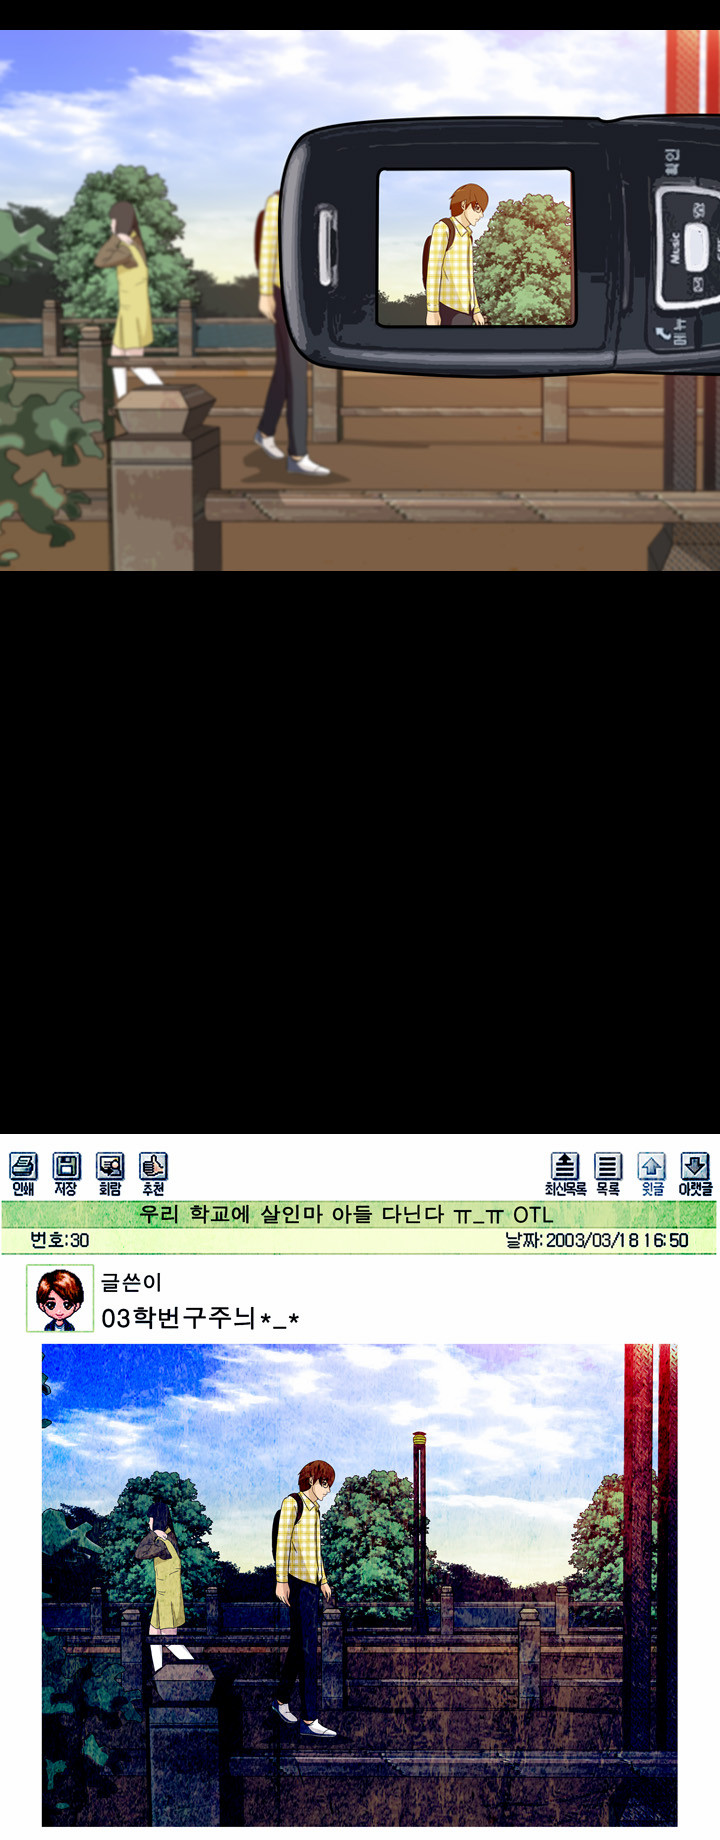 확인
Music
메뉴
인쇄 저장 회람 추천 최신목록 목록 윗글 아랫글
우리 학교에 살인마 아들 다닌다 ㅠ_ㅠ OTL
번호:30 날짜:2003/03/18 16:50
글쓴이
03학번구주늬*_*